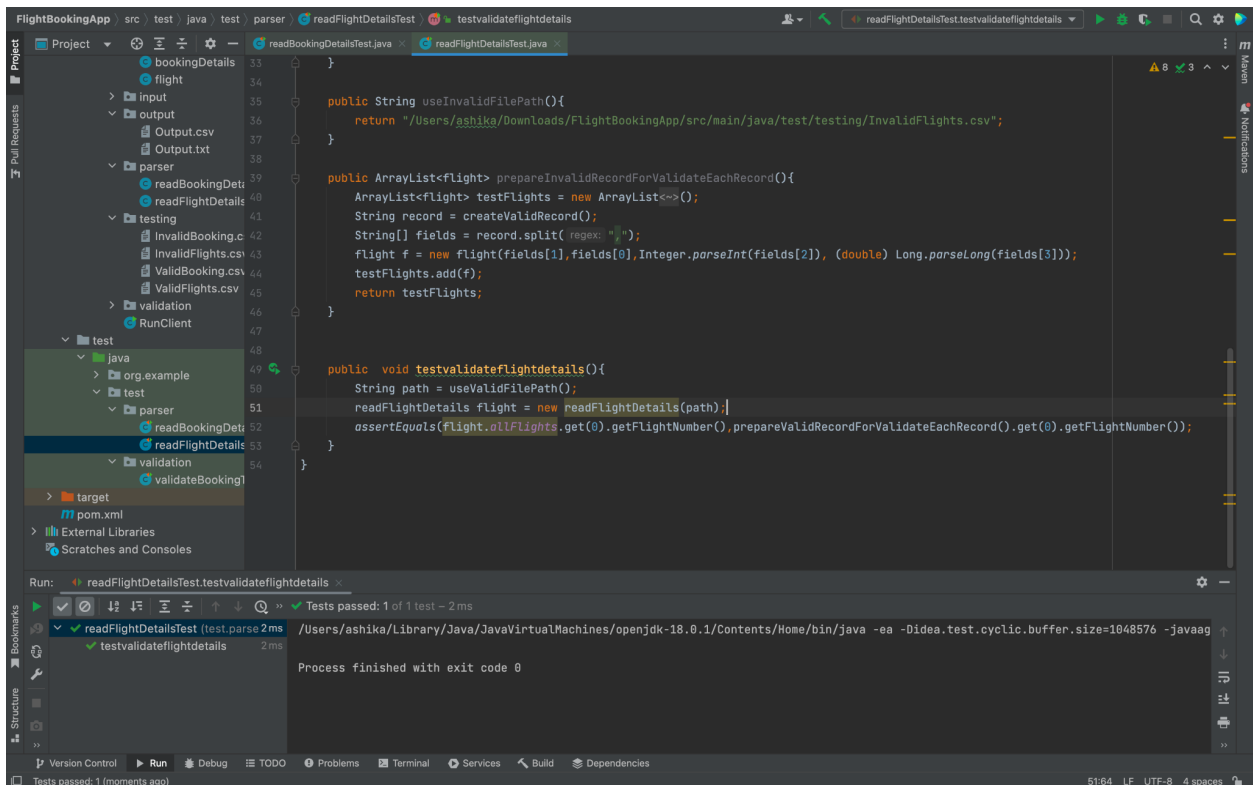 FlightBookingApp 〉 src 〉 test 〉 java 〉 test 〉 parser 〉 readFlightDetailsTest 〉 testvalidateflightdetails
readFlightDetailsTest.testvalidateflightdetails
Project
readBookingDetailsTest.java
readFlightDetailsTest.java
Project
Pull Requests
Bookmarks
Structure
m Maven
Notifications
8 3
bookingDetails
flight
input
output
Output.csv
Output.txt
parser
readBookingDeta
readFlightDetails
testing
InvalidBooking.c
InvalidFlights.csv
ValidBooking.csv
ValidFlights.csv
validation
RunClient
test
java
org.example
test
parser
readBookingDeta
readFlightDetails
validation
validateBookingT
target
m pom.xml
External Libraries
Scratches and Consoles
33 }
34
35 public String useInvalidFilePath(){
36 return "/Users/ashika/Downloads/FlightBookingApp/src/main/java/test/testing/InvalidFlights.csv";
37 }
38
39 public ArrayList<flight> prepareInvalidRecordForValidateEachRecord(){
40 ArrayList<flight> testFlights = new ArrayList<~>();
41 String record = createValidRecord();
42 String[] fields = record.split( regex: ",");
43 flight f = new flight(fields[1],fields[0],Integer.parseInt(fields[2]), (double) Long.parseLong(fields[3]));
44 testFlights.add(f);
45 return testFlights;
46 }
47
48
49 public void testvalidateflightdetails(){
50 String path = useValidFilePath();
51 readFlightDetails flight = new readFlightDetails(path);
52 assertEquals(flight.allFlights.get(0).getFlightNumber(),prepareValidRecordForValidateEachRecord().get(0).getFlightNumber());
53 }
54 }
Run: readFlightDetailsTest.testvalidateflightdetails
Tests passed: 1 of 1 test – 2 ms
readFlightDetailsTest (test.parse 2 ms
testvalidateflightdetails 2 ms
/Users/ashika/Library/Java/JavaVirtualMachines/openjdk-18.0.1/Contents/Home/bin/java -ea -Didea.test.cyclic.buffer.size=1048576 -javaag
Process finished with exit code 0
Version Control Run Debug TODO Problems Terminal Services Build Dependencies
Tests passed: 1 (moments ago)
51:64 LF UTF-8 4 spaces